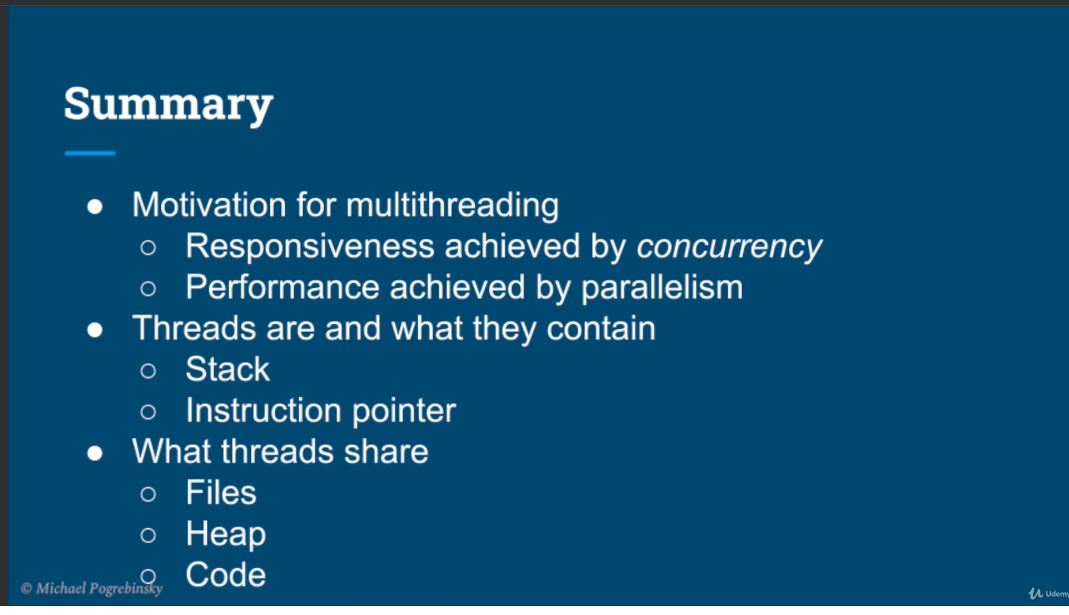 Summary
● Motivation for multithreading
○ Responsiveness achieved by concurrency
○ Performance achieved by parallelism
● Threads are and what they contain
○ Stack
○ Instruction pointer
● What threads share
○ Files
○ Heap
○ Code
© Michael Pogrebinsky
Udemy